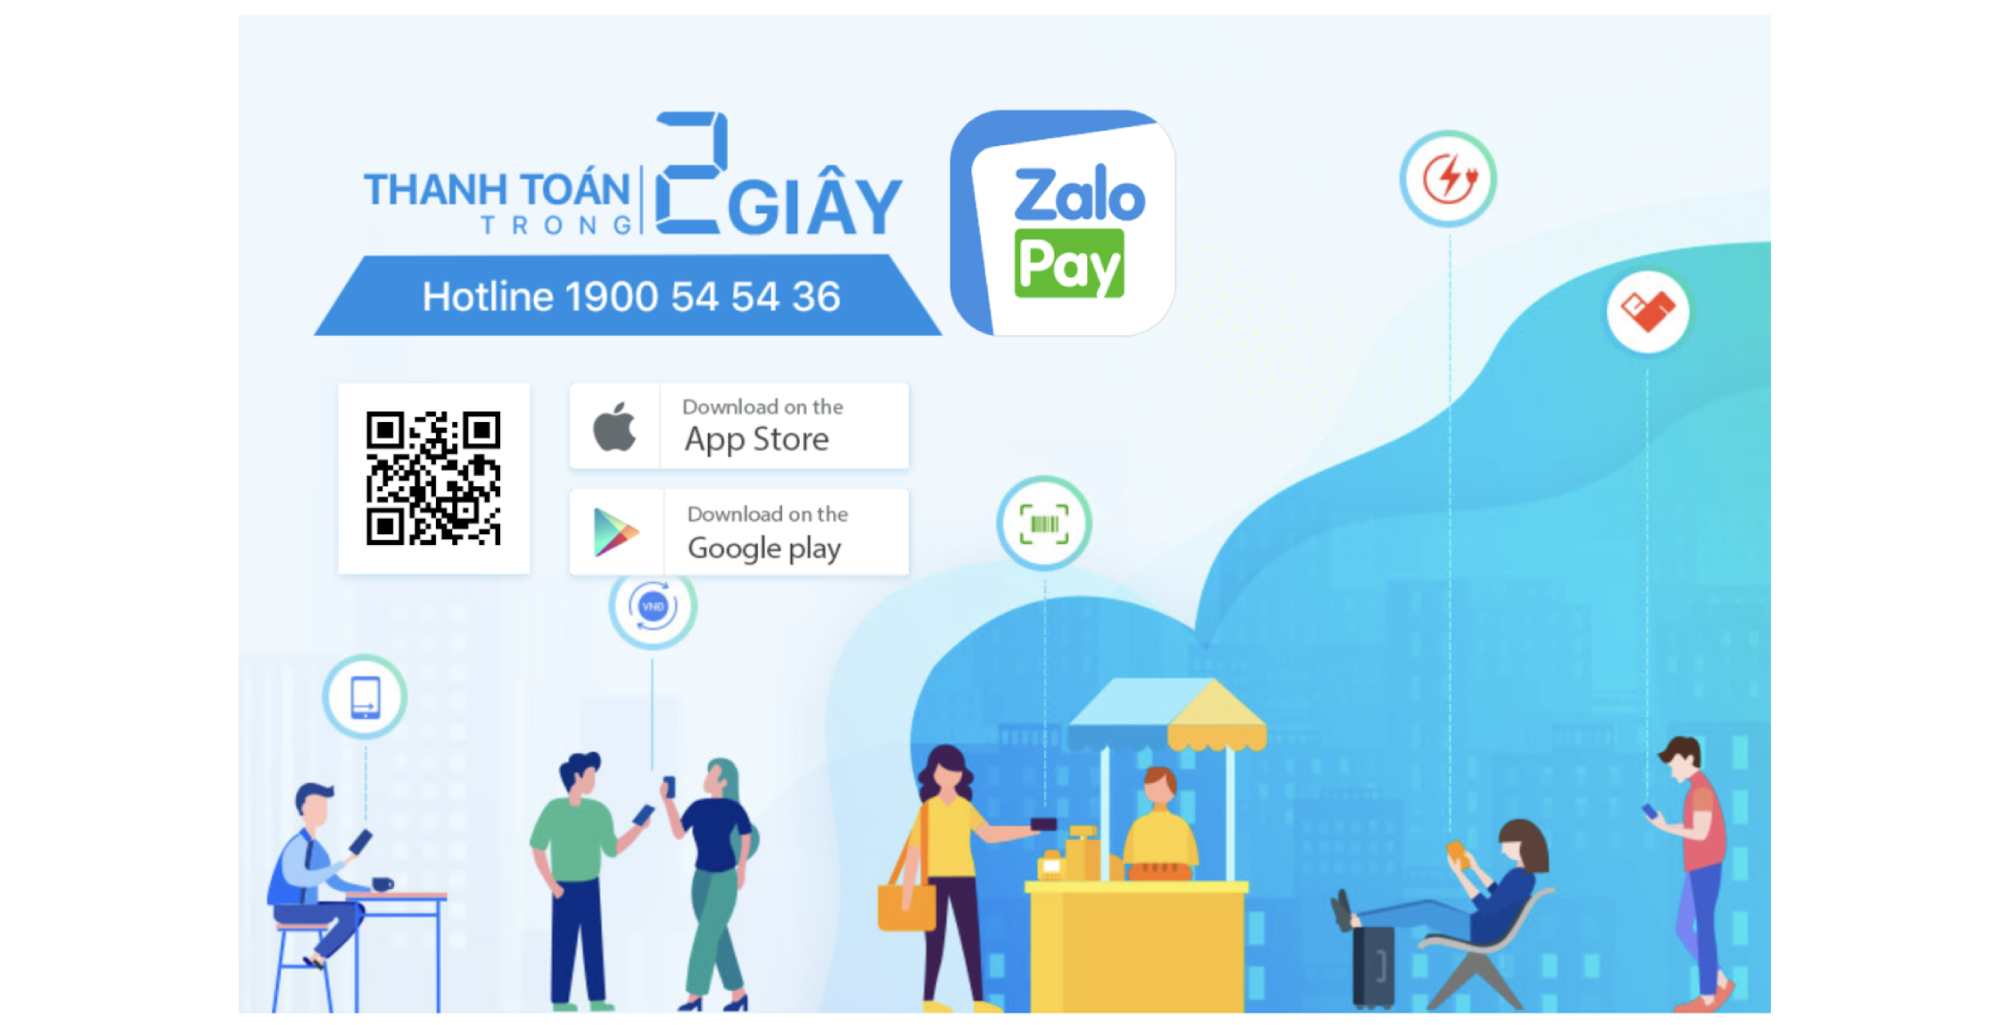 THANH TOÁN
TRONG
2 GIÂY
Hotline 1900 54 54 36
Zalo
Pay
Download on the
App Store
Download on the
Google play
VNĐ